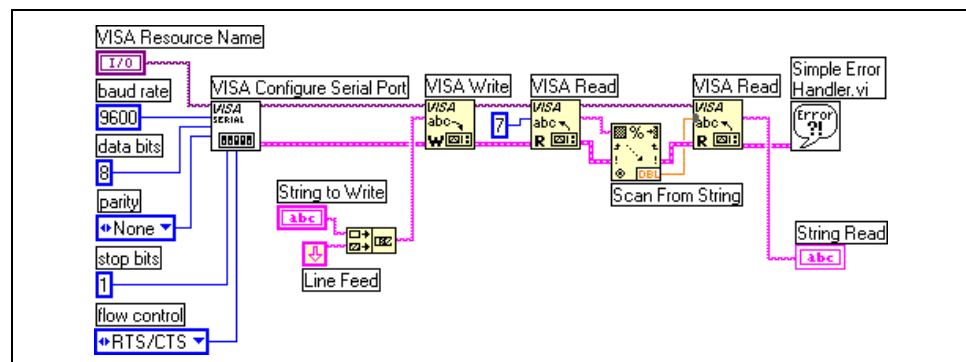 VISA Resource Name
I/O
baud rate
9600
data bits
8
parity
None
stop bits
1
flow control
RTS/CTS
VISA Configure Serial Port
VISA
SERIAL
String to Write
abc
Line Feed
VISA Write
VISA
abc
W
VISA Read
7
VISA
abc
R
%
DBL
Scan From String
VISA Read
VISA
abc
R
Simple Error
Handler.vi
Error
?!
String Read
abc